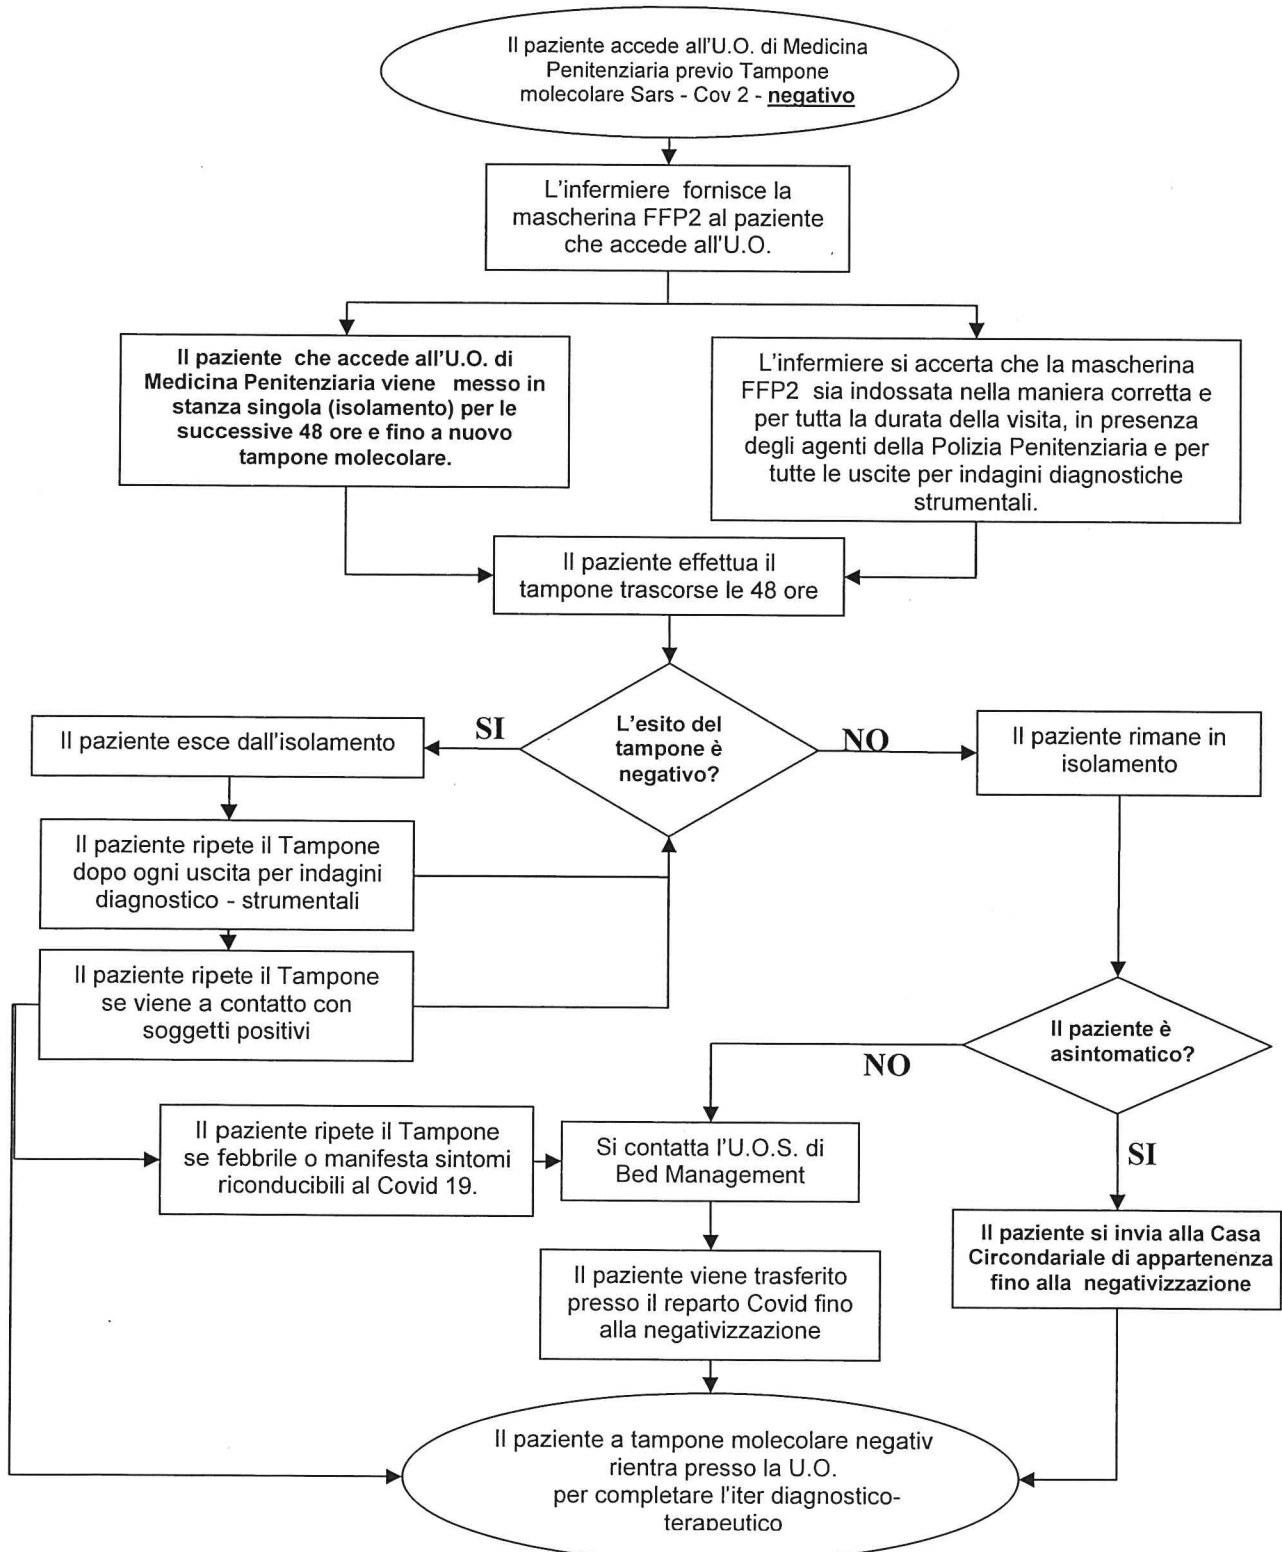 Il paziente accede all'U.O. di Medicina
Penitenziaria previo Tampone
molecolare Sars - Cov 2 - negativo
L'infermiere fornisce la
mascherina FFP2 al paziente
che accede all'U.O.
Il paziente che accede all'U.O. di
Medicina Penitenziaria viene messo in
stanza singola (isolamento) per le
successive 48 ore e fino a nuovo
tampone molecolare.
L'infermiere si accerta che la mascherina
FFP2 sia indossata nella maniera corretta e
per tutta la durata della visita, in presenza
degli agenti della Polizia Penitenziaria e per
tutte le uscite per indagini diagnostiche
strumentali.
Il paziente effettua il
tampone trascorse le 48 ore
L'esito del
tampone è
negativo?
SI
NO
Il paziente esce dall'isolamento
Il paziente rimane in
isolamento
Il paziente ripete il Tampone
dopo ogni uscita per indagini
diagnostico - strumentali
Il paziente ripete il Tampone
se viene a contatto con
soggetti positivi
Il paziente è
asintomatico?
NO
SI
Il paziente ripete il Tampone
se febbrile o manifesta sintomi
riconducibili al Covid 19.
Si contatta l'U.O.S. di
Bed Management
Il paziente si invia alla Casa
Circondariale di appartenenza
fino alla negativizzazione
Il paziente viene trasferito
presso il reparto Covid fino
alla negativizzazione
Il paziente a tampone molecolare negativ
rientra presso la U.O.
per completare l'iter diagnostico-
terapeutico